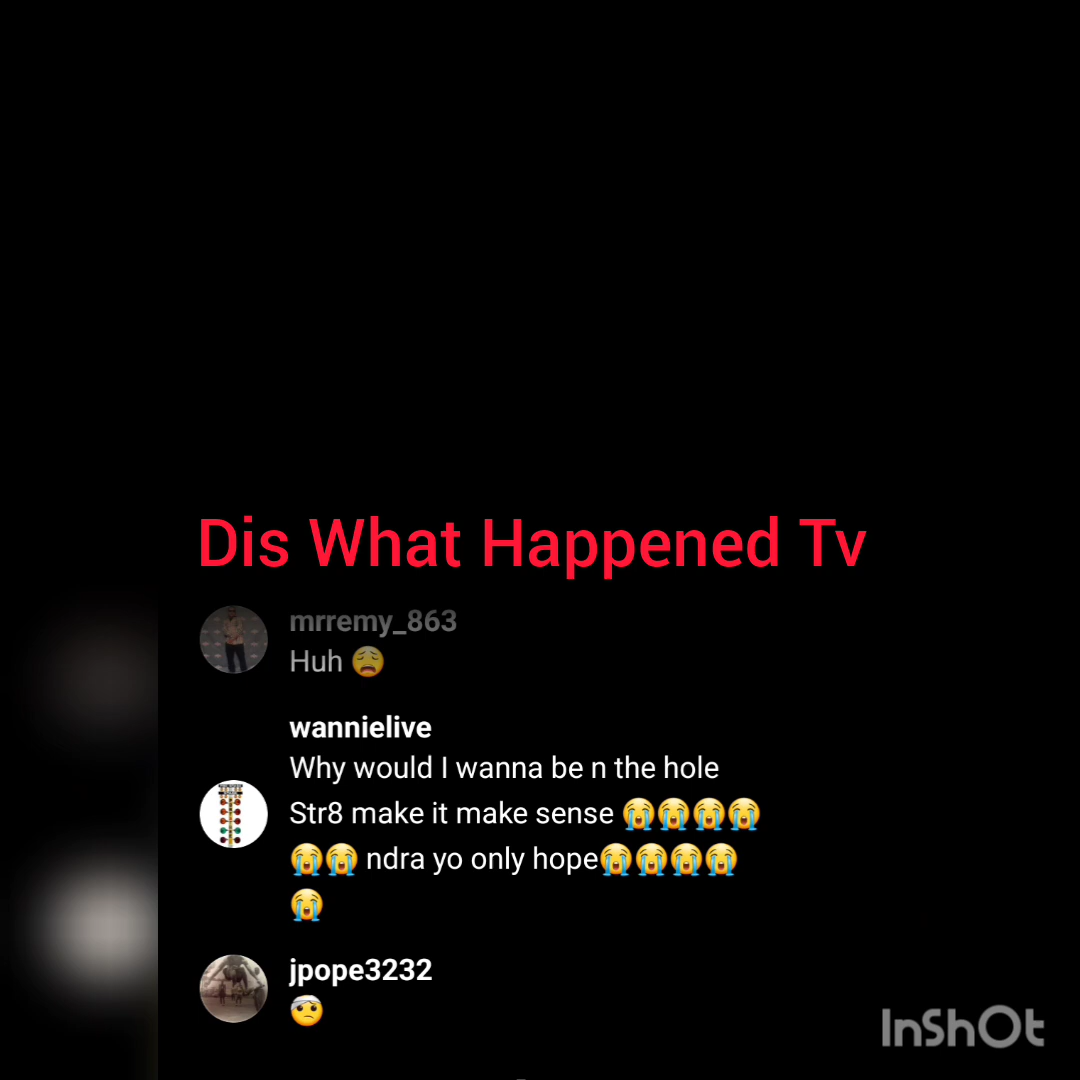 Dis What Happened Tv
mrremy_863
Huh 😩
wannielive
Why would I wanna be n the hole
Str8 make it make sense 😭😭😭😭
😭😭 ndra yo only hope😭😭😭😭
😭
jpope3232
🤕
InShOt